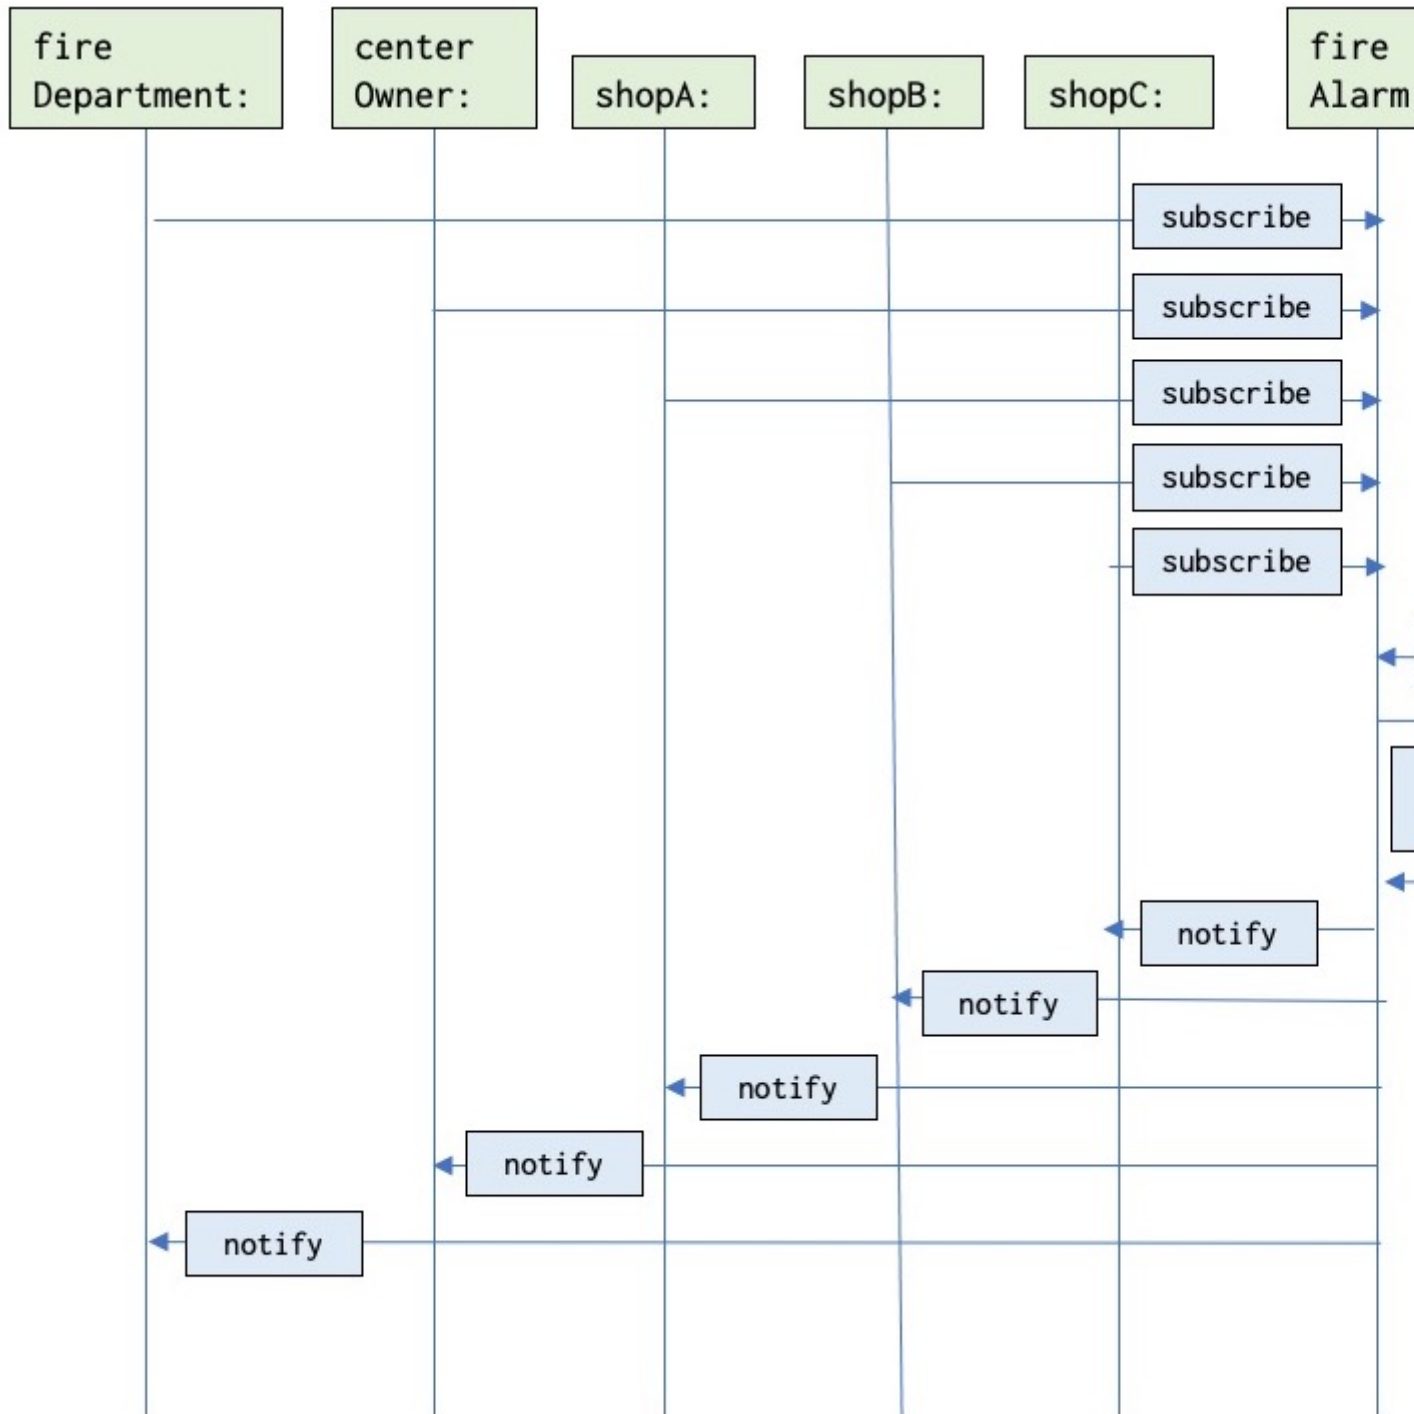 fire
Department:
center
Owner:
shopA:
shopB:
shopC:
fire
Alarm
subscribe
subscribe
subscribe
subscribe
subscribe
notify
notify
notify
notify
notify